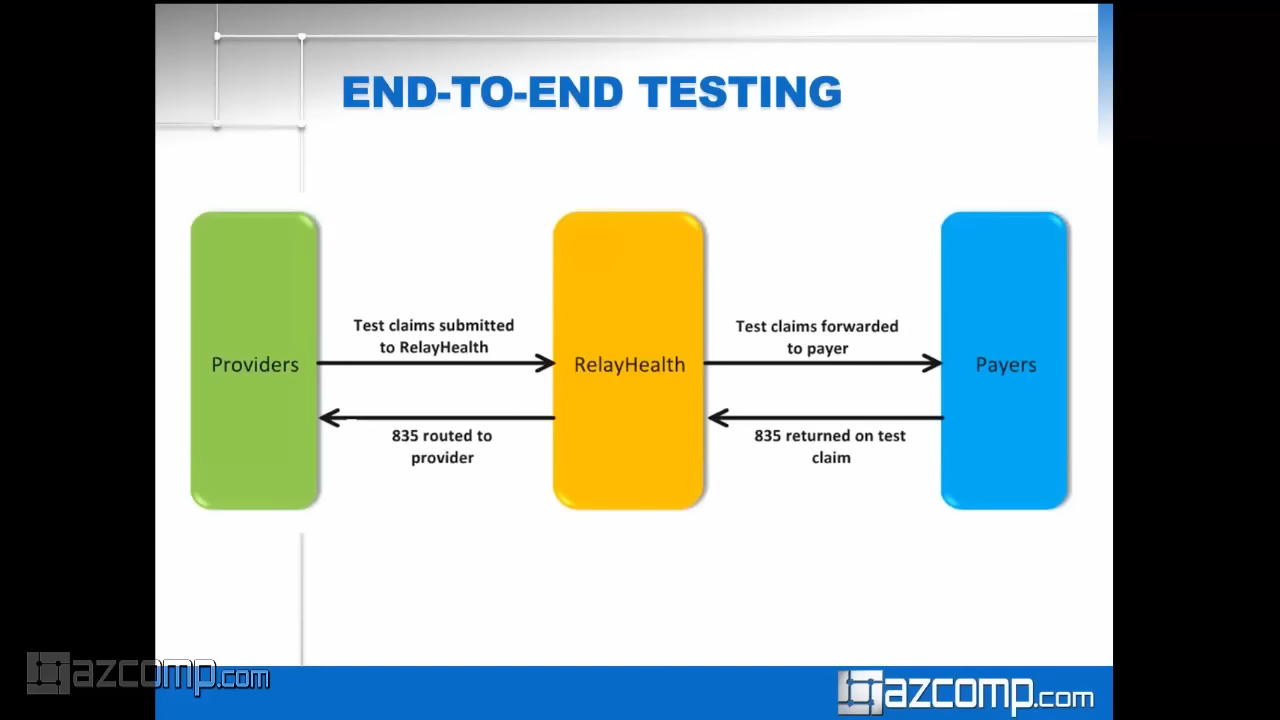 END-TO-END TESTING
Test claims submitted
to RelayHealth
Test claims forwarded
to payer
Providers
RelayHealth
Payers
835 routed to
provider
835 returned on test
claim
azcomp.com
azcomp.com